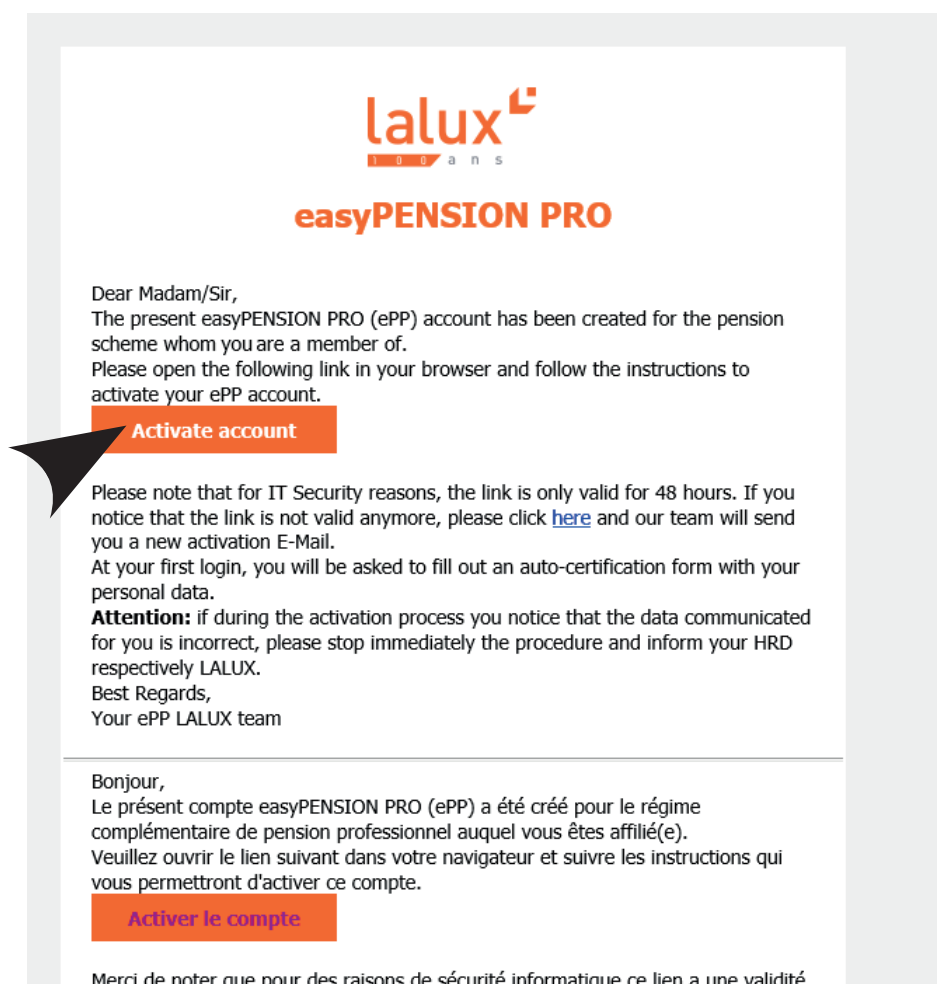 lalux
100ans
easyPENSION PRO
Dear Madam/Sir,
The present easyPENSION PRO (ePP) account has been created for the pension
scheme whom you are a member of.
Please open the following link in your browser and follow the instructions to
activate your ePP account.
Activate account
Please note that for IT Security reasons, the link is only valid for 48 hours. If you
notice that the link is not valid anymore, please click here and our team will send
you a new activation E-Mail.
At your first login, you will be asked to fill out an auto-certification form with your
personal data.
Attention: if during the activation process you notice that the data communicated
for you is incorrect, please stop immediately the procedure and inform your HRD
respectively LALUX.
Best Regards,
Your ePP LALUX team
Bonjour,
Le présent compte easyPENSION PRO (ePP) a été créé pour le régime
complémentaire de pension professionnel auquel vous êtes affilié(e).
Veuillez ouvrir le lien suivant dans votre navigateur et suivre les instructions qui
vous permettront d'activer ce compte.
Activer le compte
Merci de noter que pour des raisons de sécurité informatique ce lien a une validité